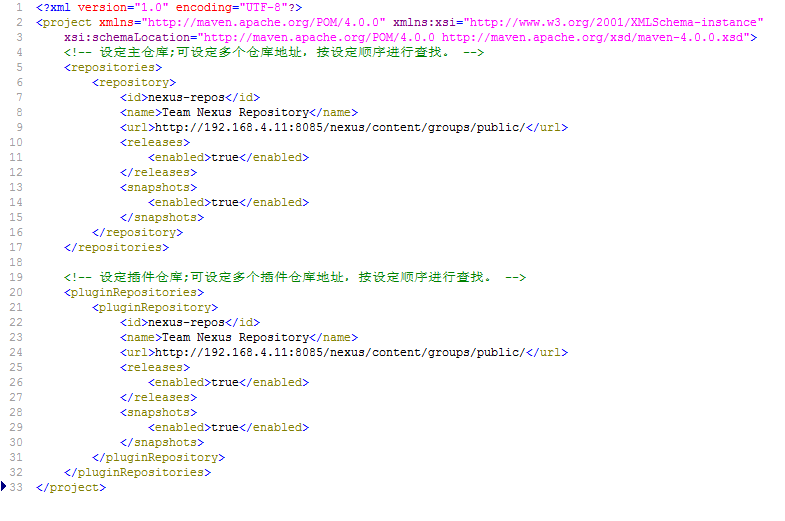 1 <?xml version="1.0" encoding="UTF-8"?>
2 <project xmlns="http://maven.apache.org/POM/4.0.0" xmlns:xsi="http://www.w3.org/2001/XMLSchema-instance"
3     xsi:schemaLocation="http://maven.apache.org/POM/4.0.0 http://maven.apache.org/xsd/maven-4.0.0.xsd">
4     <!-- 设定主仓库;可设定多个仓库地址，按设定顺序进行查找。 -->
5     <repositories>
6         <repository>
7             <id>nexus-repos</id>
8             <name>Team Nexus Repository</name>
9             <url>http://192.168.4.11:8085/nexus/content/groups/public/</url>
10             <releases>
11                 <enabled>true</enabled>
12             </releases>
13             <snapshots>
14                 <enabled>true</enabled>
15             </snapshots>
16         </repository>
17     </repositories>
18
19     <!-- 设定插件仓库;可设定多个插件仓库地址，按设定顺序进行查找。 -->
20     <pluginRepositories>
21         <pluginRepository>
22             <id>nexus-repos</id>
23             <name>Team Nexus Repository</name>
24             <url>http://192.168.4.11:8085/nexus/content/groups/public/</url>
25             <releases>
26                 <enabled>true</enabled>
27             </releases>
28             <snapshots>
29                 <enabled>true</enabled>
30             </snapshots>
31         </pluginRepository>
32     </pluginRepositories>
33 </project>